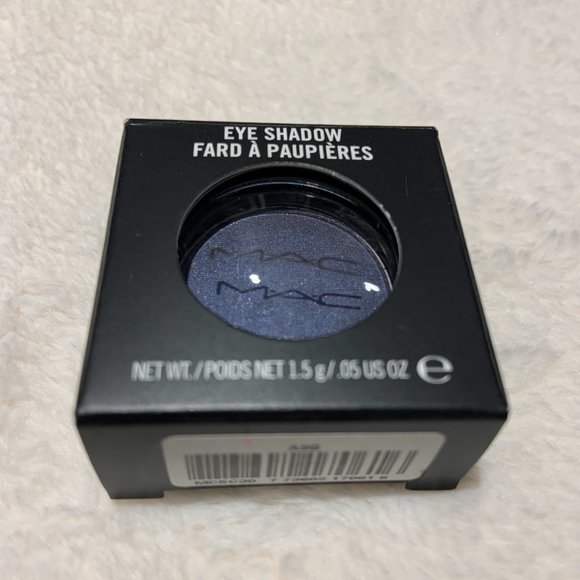 EYE SHADOW
FARD À PAUPIÈRES
MAC
MAC
NET WT./POIDS NET 1.5 g/.05 US OZ e